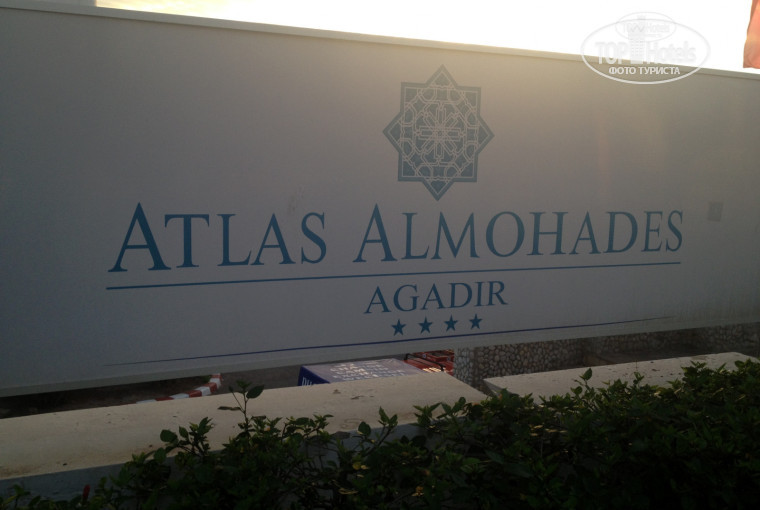 TOP Hotels
ФОТО ТУРИСТА
ATLAS ALMOHADES
AGADIR